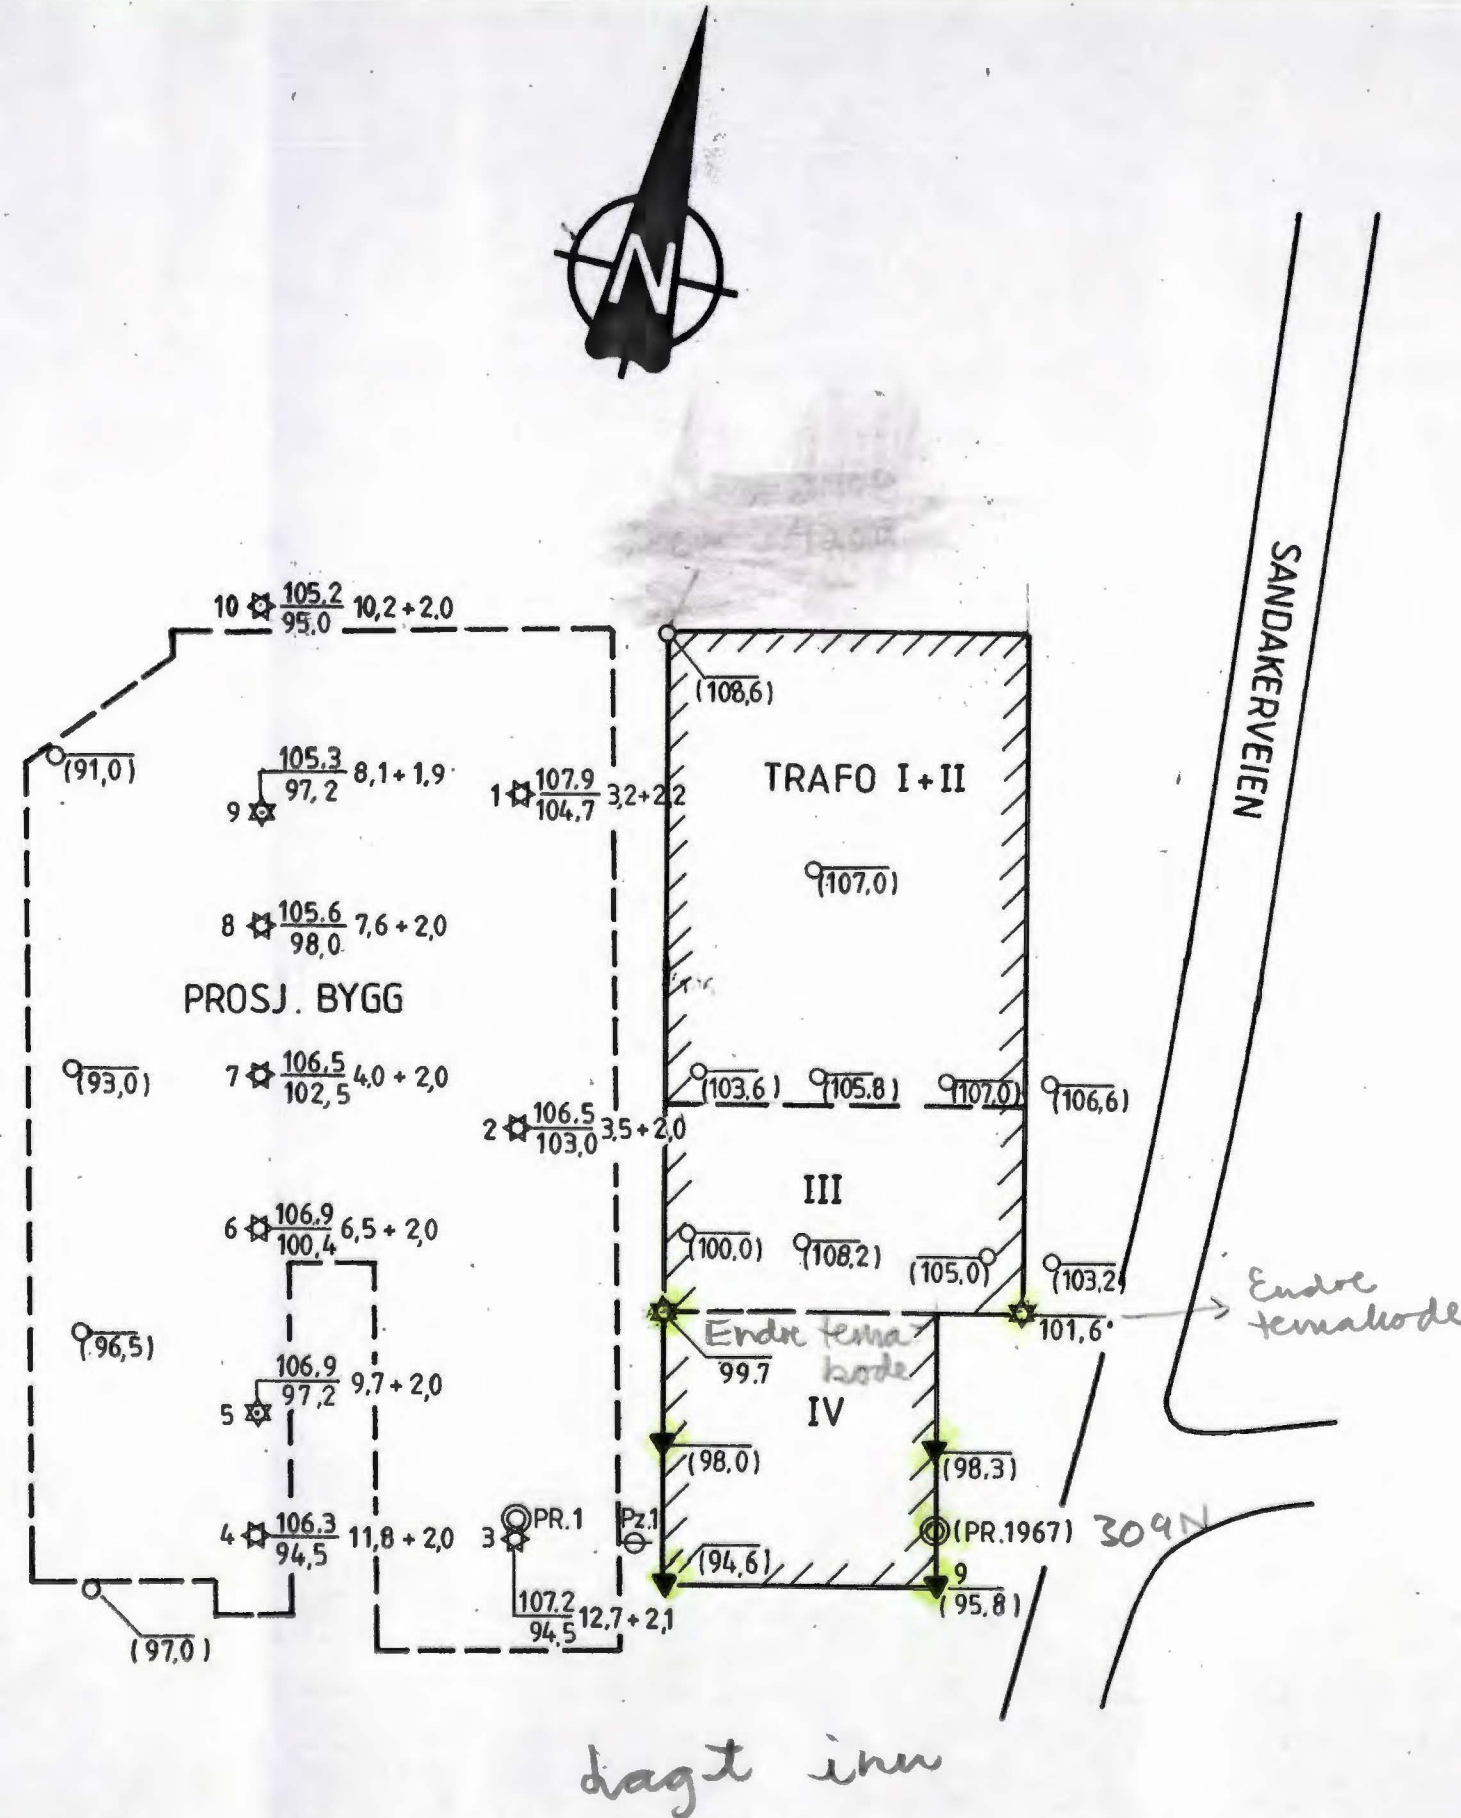 N
10 105,2 10,2 + 2,0
95,0
(108,6)
(91,0)
105,3 8,1 + 1,9
97,2
9
1 107,9 3,2 + 2,2
104,7
TRAFO I + II
SANDAKERVEIEN
(107,0)
8 105,6 7,6 + 2,0
98,0
PROSJ. BYGG
(93,0)
7 106,5 4,0 + 2,0
102,5
(103,6) (105,8) (107,0) (106,6)
2 106,5 3,5 + 2,0
103,0
III
6 106,9 6,5 + 2,0
100,4
(100,0) (108,2) (105,0) (103,2)
Endre
temakode
101,6
Endre tema-
kode
99.7
(96,5)
106,9 9,7 + 2,0
97,2
5
IV
(98,0) (98,3)
4 106,3 11,8 + 2,0
94,5
PR.1
3
Pz.1
(PR.1967) 309N
(94,6)
9
(95,8)
107,2 12,7 + 2,1
94,5
(97,0)
Lagt inn